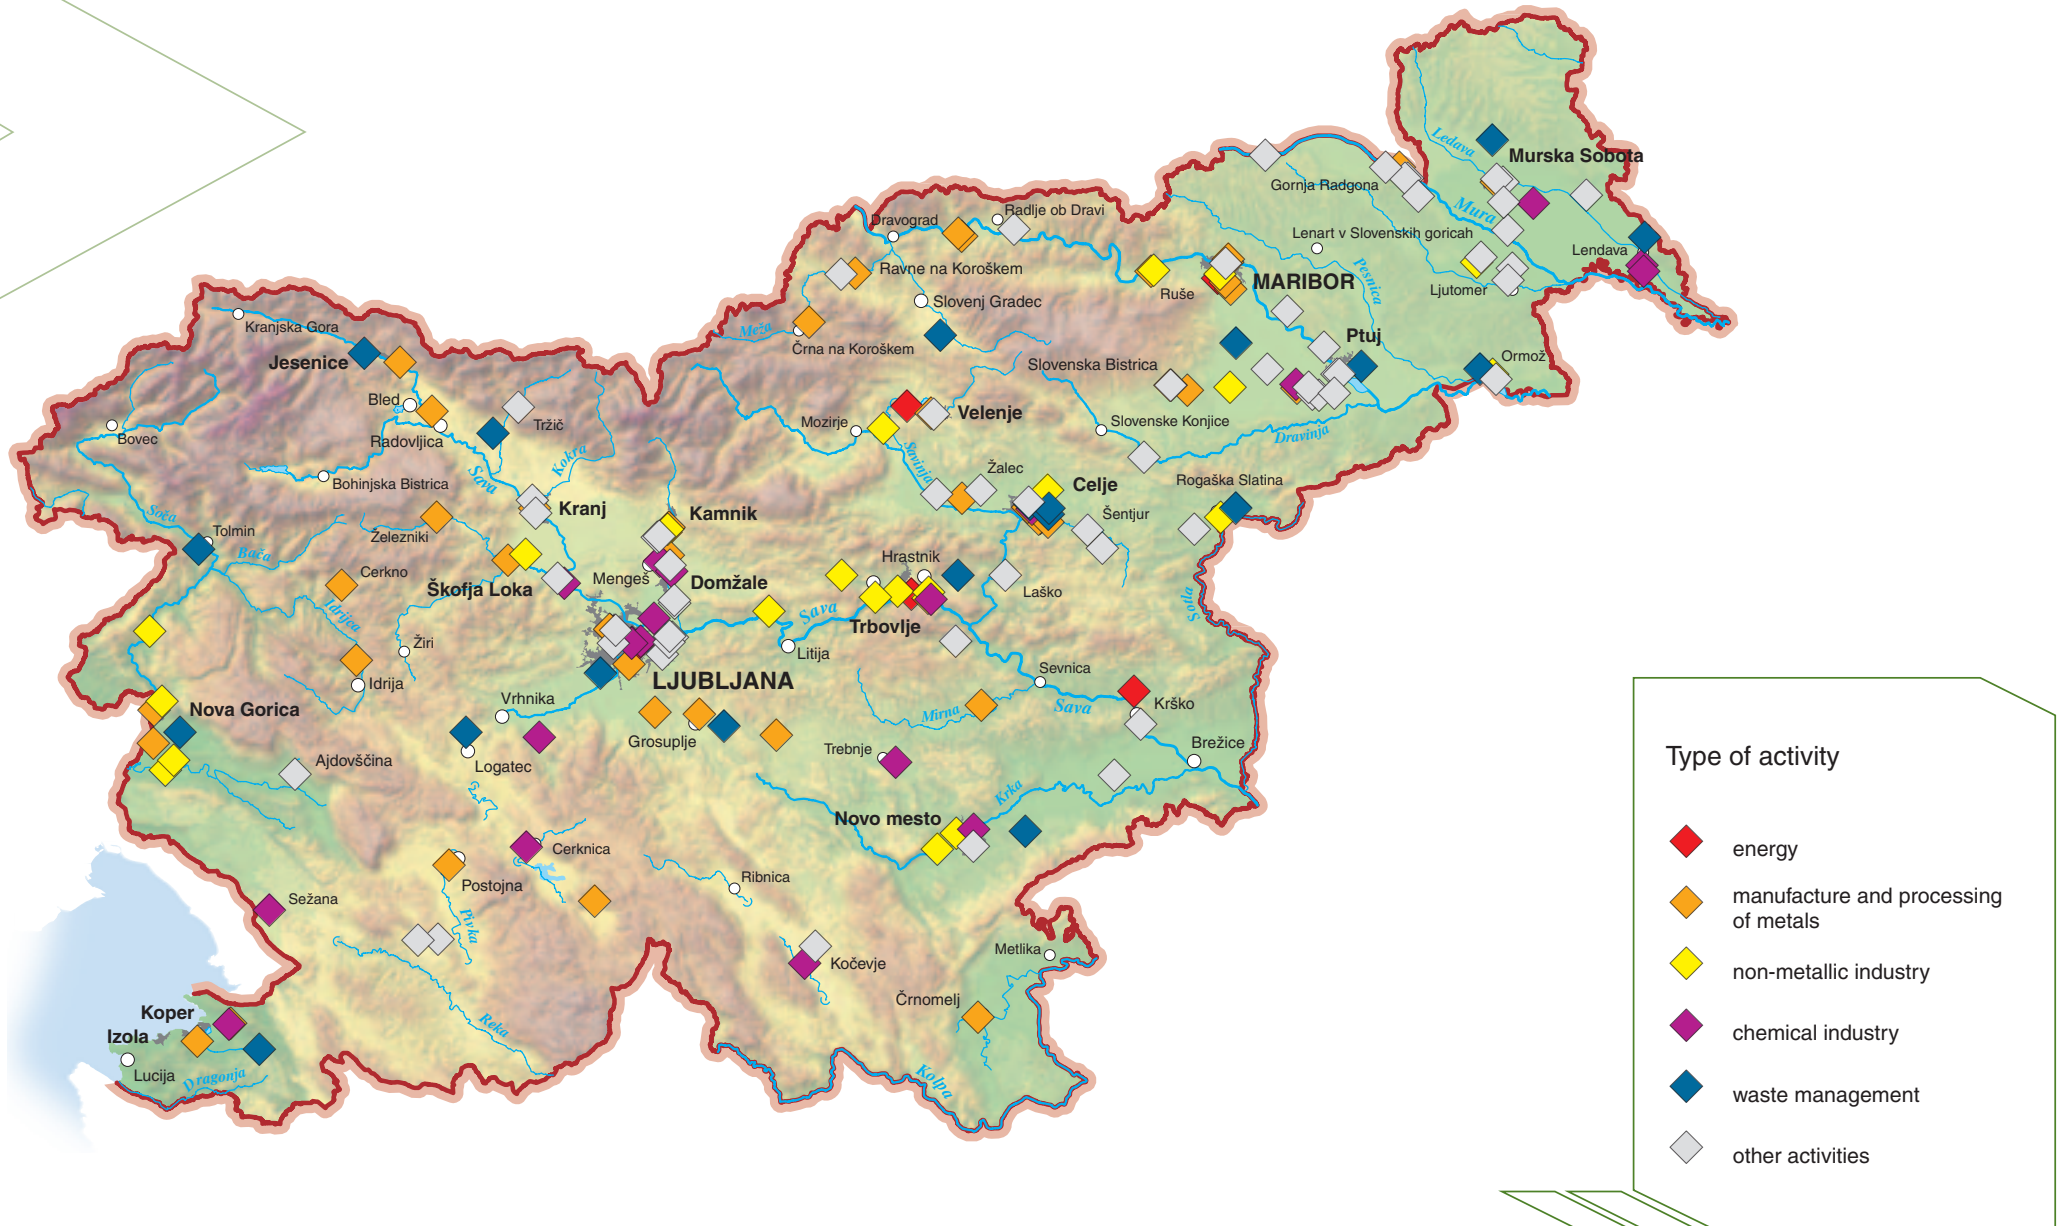 Ledava
Murska Sobota
Gornja Radgona
Mura
Dravograd
Radlje ob Dravi
Lenart v Slovenskih goricah
Lendava
Pesnica
Ravne na Koroškem
MARIBOR
Ruše
Ljutomer
Slovenj Gradec
Kranjska Gora
Meža
Črna na Koroškem
Ptuj
Jesenice
Slovenska Bistrica
Ormož
Bled
Velenje
Mozirje
Slovenske Konjice
Dravinja
Bovec
Radovljica
Tržič
Kokra
Savinja
Žalec
Sava
Bohinjska Bistrica
Rogaška Slatina
Celje
Kranj
Kamnik
Šentjur
Soča
Tolmin
Železniki
Bača
Hrastnik
Cerkno
Mengeš
Domžale
Škofja Loka
Laško
Sotla
Idrijca
Sava
Trbovlje
Žiri
Litija
Idrija
LJUBLJANA
Sevnica
Vrhnika
Krško
Nova Gorica
Mirna
Sava
Grosuplje
Trebnje
Brežice
Ajdovščina
Logatec
Krka
Novo mesto
Cerknica
Postojna
Ribnica
Sežana
Pivka
Metlika
Kočevje
Črnomelj
Koper
Reka
Izola
Lucija
Dragonja
Kolpa
Type of activity
energy
manufacture and processing
of metals
non-metallic industry
chemical industry
waste management
other activities